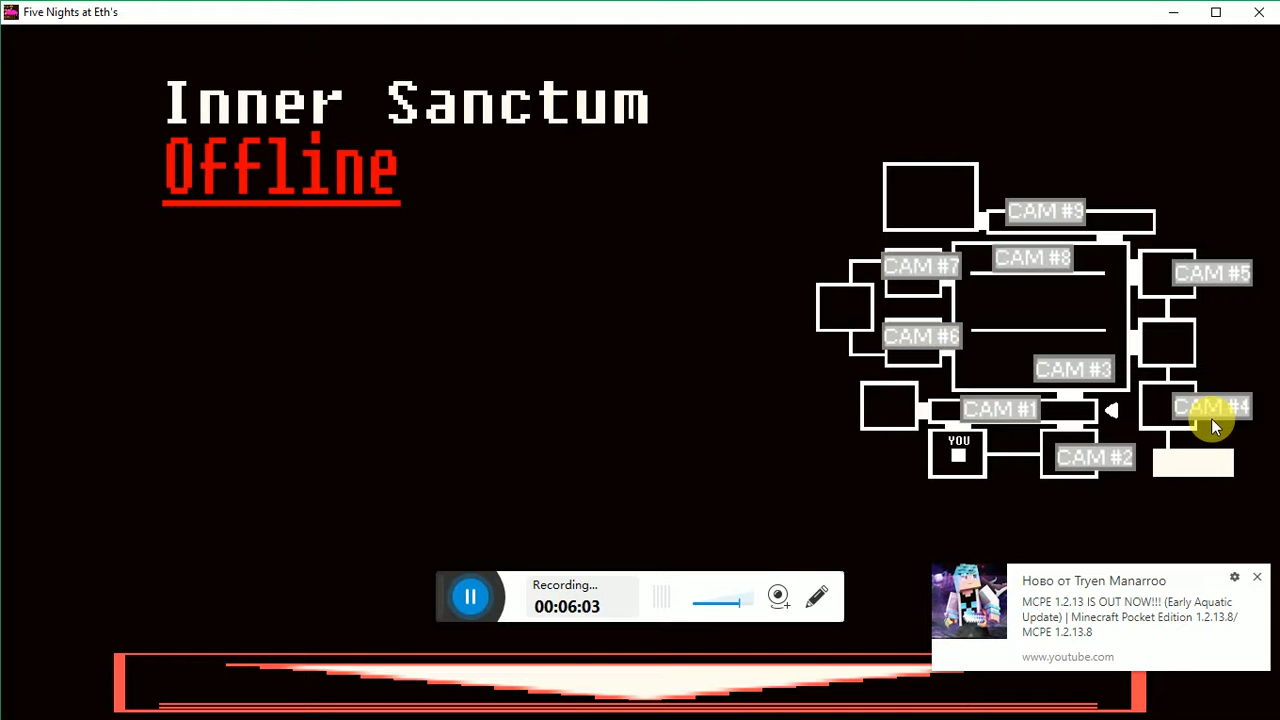 Five Nights at Eth's
Inner Sanctum
Offline
CAM #9
CAM #8
CAM #7
CAM #5
CAM #6
CAM #3
CAM #1
CAM #4
YOU
CAM #2
Recording...
00:06:03
Ново от Tryen Manarroo
MCPE 1.2.13 IS OUT NOW!!! (Early Aquatic
Update) | Minecraft Pocket Edition 1.2.13.8/
MCPE 1.2.13.8
www.youtube.com